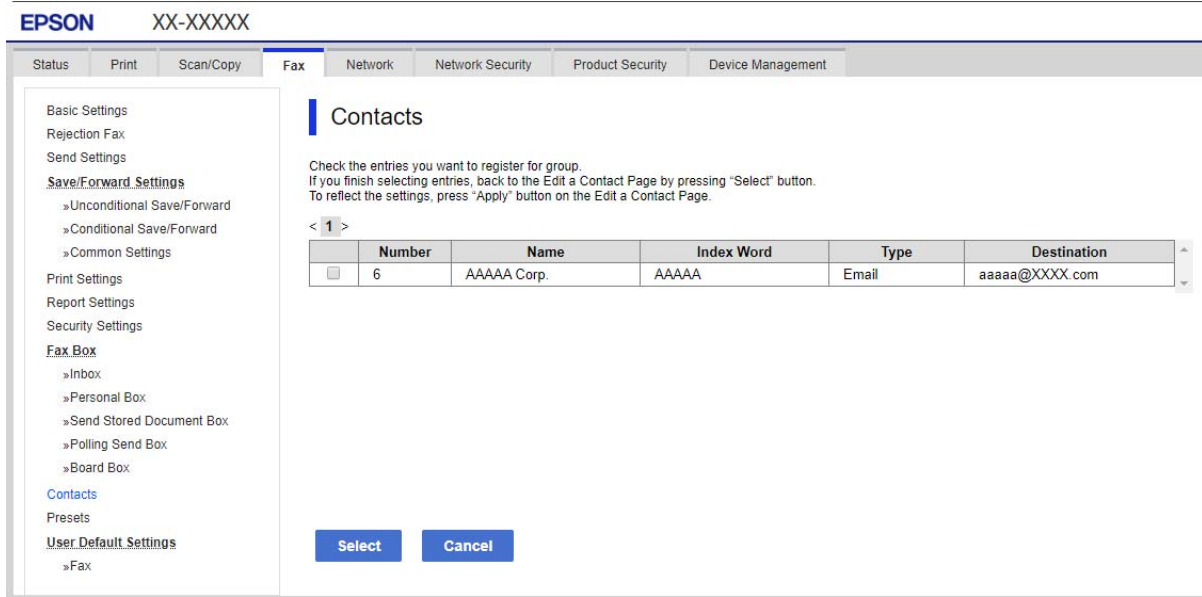 EPSON XX-XXXXX
Status Print Scan/Copy Fax Network Network Security Product Security Device Management
Basic Settings
Rejection Fax
Send Settings
Save/Forward Settings
»Unconditional Save/Forward
»Conditional Save/Forward
»Common Settings
Print Settings
Report Settings
Security Settings
Fax Box
»Inbox
»Personal Box
»Send Stored Document Box
»Polling Send Box
»Board Box
Contacts
Presets
User Default Settings
»Fax
Contacts
Check the entries you want to register for group.
If you finish selecting entries, back to the Edit a Contact Page by pressing “Select” button.
To reflect the settings, press “Apply” button on the Edit a Contact Page.
< 1 >
Number Name Index Word Type Destination
6 AAAAA Corp. AAAAA Email aaaaa@XXXX.com
Select Cancel